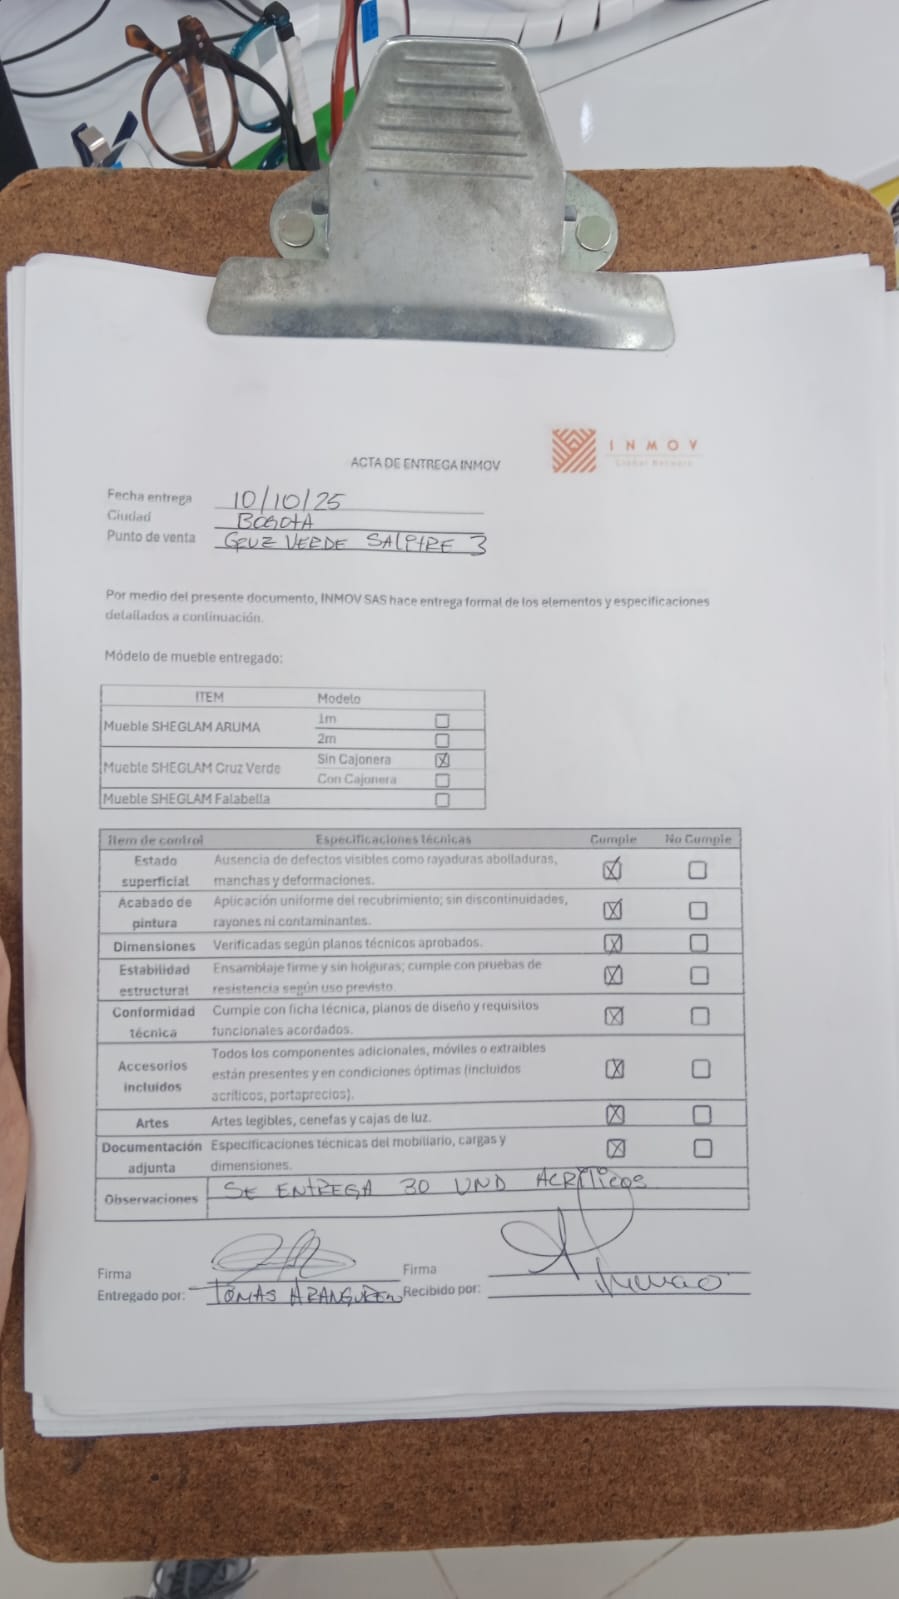 INMOV
Global Network
ACTA DE ENTREGA INMOV
Fecha entrega 10/10/25
Ciudad BOGOTA
Punto de venta CRUZ VERDE SALITRE 3
Por medio del presente documento, INMOV SAS hace entrega formal de los elementos y especificaciones
detallados a continuación.
Módelo de mueble entregado:
ITEM Modelo
Mueble SHEGLAM ARUMA 1m ☐
2m ☐
Mueble SHEGLAM Cruz Verde Sin Cajonera ☒
Con Cajonera ☐
Mueble SHEGLAM Falabella ☐
Ítem de control Especificaciones técnicas Cumple No Cumple
Estado superficial Ausencia de defectos visibles como rayaduras abolladuras, ☒ ☐
manchas y deformaciones.
Acabado de pintura Aplicación uniforme del recubrimiento; sin discontinuidades, ☒ ☐
rayones ni contaminantes.
Dimensiones Verificadas según planos técnicos aprobados. ☒ ☐
Estabilidad estructural Ensamblaje firme y sin holguras; cumple con pruebas de ☒ ☐
resistencia según uso previsto.
Conformidad técnica Cumple con ficha técnica, planos de diseño y requisitos ☒ ☐
funcionales acordados.
Accesorios incluidos Todos los componentes adicionales, móviles o extraíbles ☒ ☐
están presentes y en condiciones óptimas (incluidos
acríticos, portaprecios).
Artes Artes legibles, cenefas y cajas de luz. ☒ ☐
Documentación adjunta Especificaciones técnicas del mobiliario, cargas y ☒ ☐
dimensiones.
Observaciones SE ENTREGA 30 UND ACRÍlicos
Firma Firma
Entregado por: TOMAS ARANGUREN Recibido por: